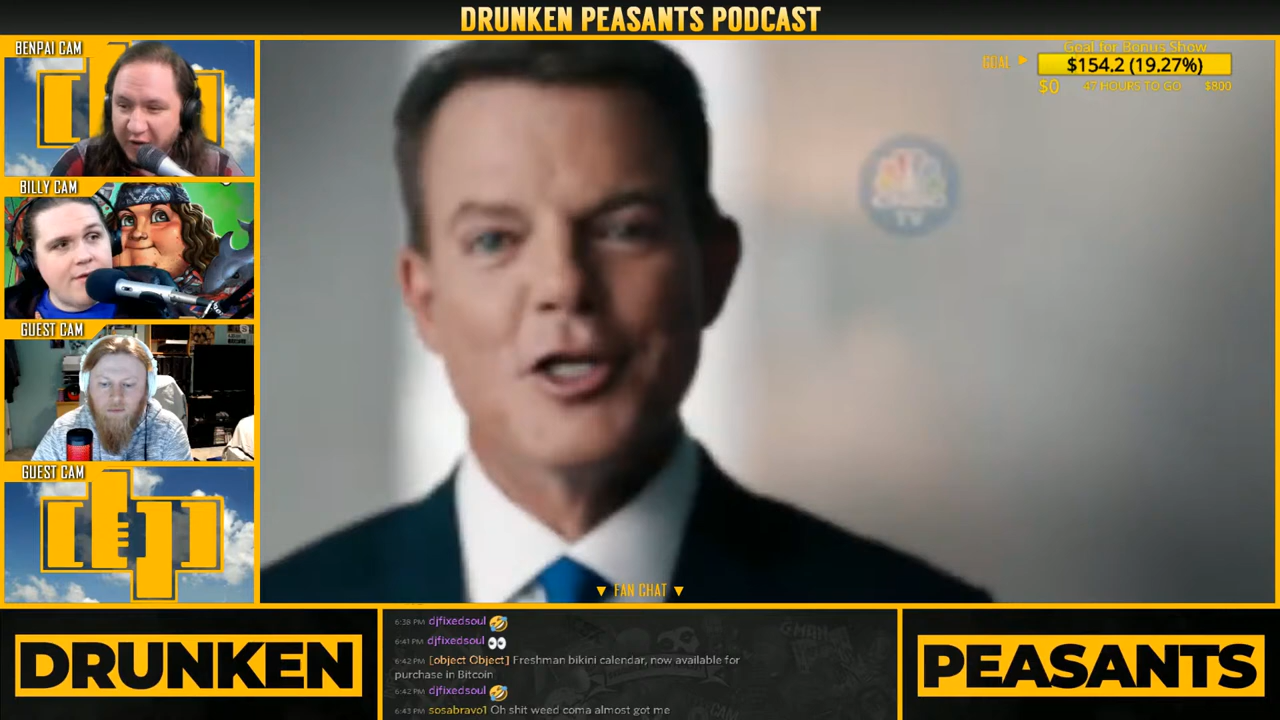 DRUNKEN PEASANTS PODCAST
BENPAI CAM
BILLY CAM
GUEST CAM
GUEST CAM
Goal for Bonus Show
GOAL ▶
$154.2 (19.27%)
$0 47 HOURS TO GO $800
TV
▼ FAN CHAT ▼
DRUNKEN
6:38 PM djfixedsoul 🤣
6:41 PM djfixedsoul 👀
6:42 PM [object Object] Freshman bikini calendar, now available for
purchase in Bitcoin
6:42 PM djfixedsoul 🤣
6:43 PM sosabravo1 Oh shit weed coma almost got me
PEASANTS